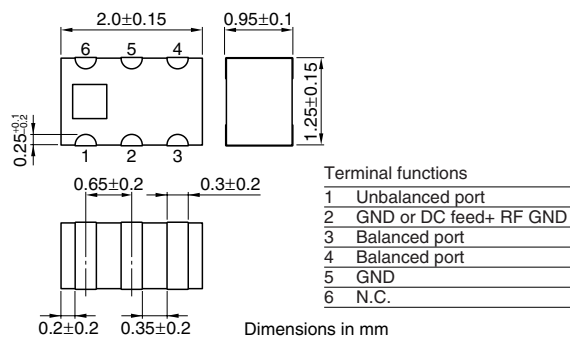 2.0±0.15
0.95±0.1
6 5 4
1.25±0.15
0.25+0.1 −0.2
1 2 3
0.65±0.2
0.3±0.2
0.2±0.2
0.35±0.2
Dimensions in mm
Terminal functions
1 Unbalanced port
2 GND or DC feed+ RF GND
3 Balanced port
4 Balanced port
5 GND
6 N.C.